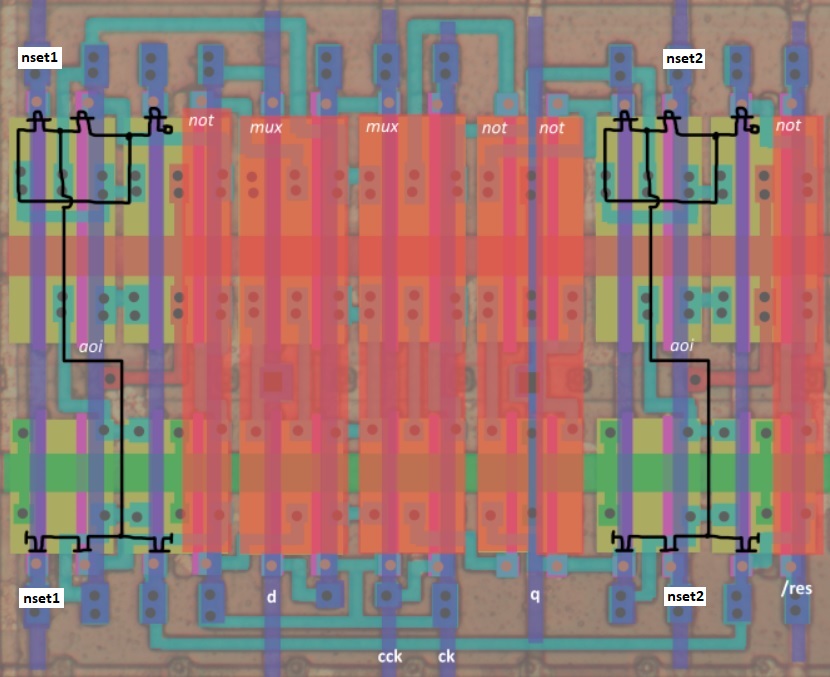 nset1
nset2
not
mux
mux
not
not
not
aoi
aoi
nset1
d
q
nset2
/res
cck
ck